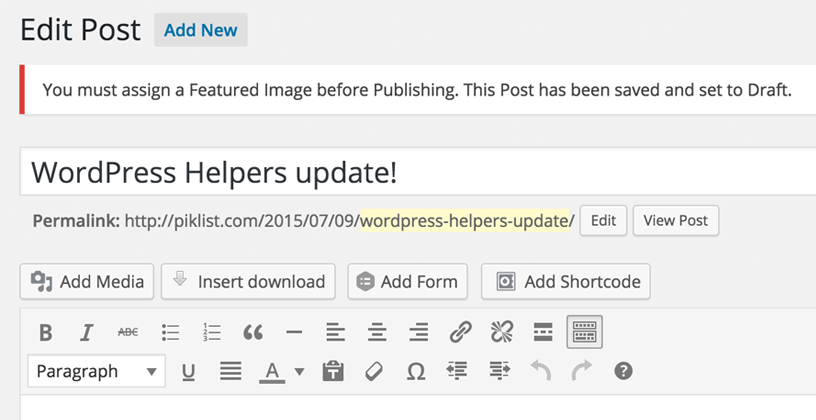 Edit Post Add New
You must assign a Featured Image before Publishing. This Post has been saved and set to Draft.
WordPress Helpers update!
Permalink: http://piklist.com/2015/07/09/wordpress-helpers-update/ Edit View Post
Add Media Insert download Add Form Add Shortcode
B I ABC
Paragraph U A Ω ?